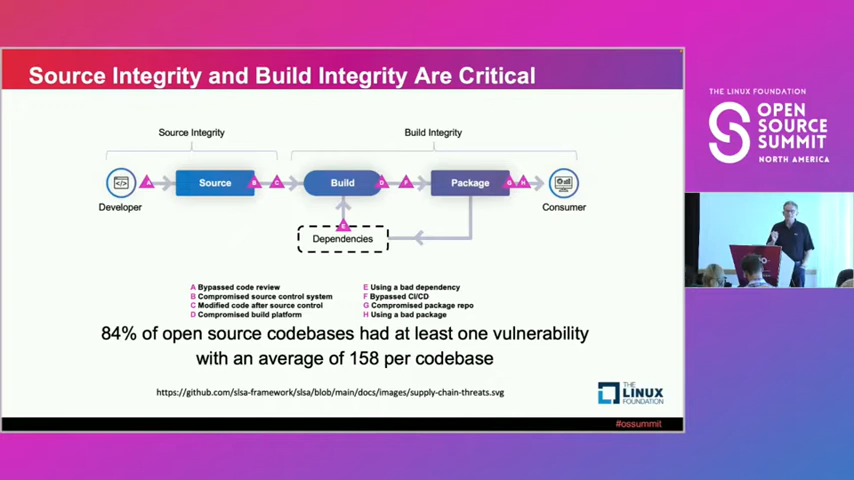 Source Integrity and Build Integrity Are Critical
Source Integrity
Build Integrity
A
Source
B
C
Build
D
F
Package
G
H
Developer
Consumer
E
Dependencies
A Bypassed code review
B Compromised source control system
C Modified code after source control
D Compromised build platform
E Using a bad dependency
F Bypassed CI/CD
G Compromised package repo
H Using a bad package
84% of open source codebases had at least one vulnerability
with an average of 158 per codebase
https://github.com/slsa-framework/slsa/blob/main/docs/images/supply-chain-threats.svg
THE
LINUX
FOUNDATION
#ossummit
THE LINUX FOUNDATION
OPEN
SOURCE
SUMMIT
NORTH AMERICA